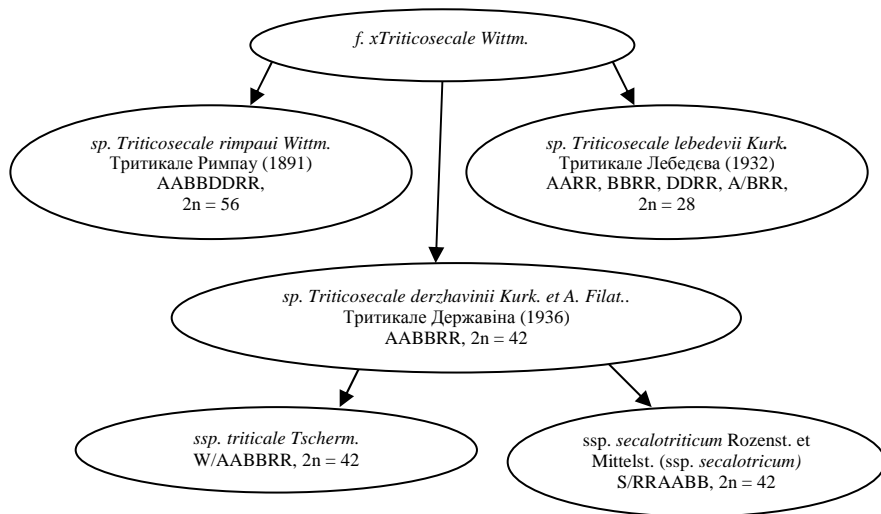 f. xTriticosecale Wittm.
sp. Triticosecale rimpaui Wittm.
Тритикале Римпау (1891)
AABBDDRR,
2n = 56
sp. Triticosecale lebedevii Kurk.
Тритикале Лебедєва (1932)
AARR, BBRR, DDRR, A/BRR,
2n = 28
sp. Triticosecale derzhavinii Kurk. et A. Filat..
Тритикале Державіна (1936)
AABBRR, 2n = 42
ssp. triticale Tscherm.
W/AABBRR, 2n = 42
ssp. secalotriticum Rozenst. et
Mittelst. (ssp. secalotricum)
S/RRAABB, 2n = 42